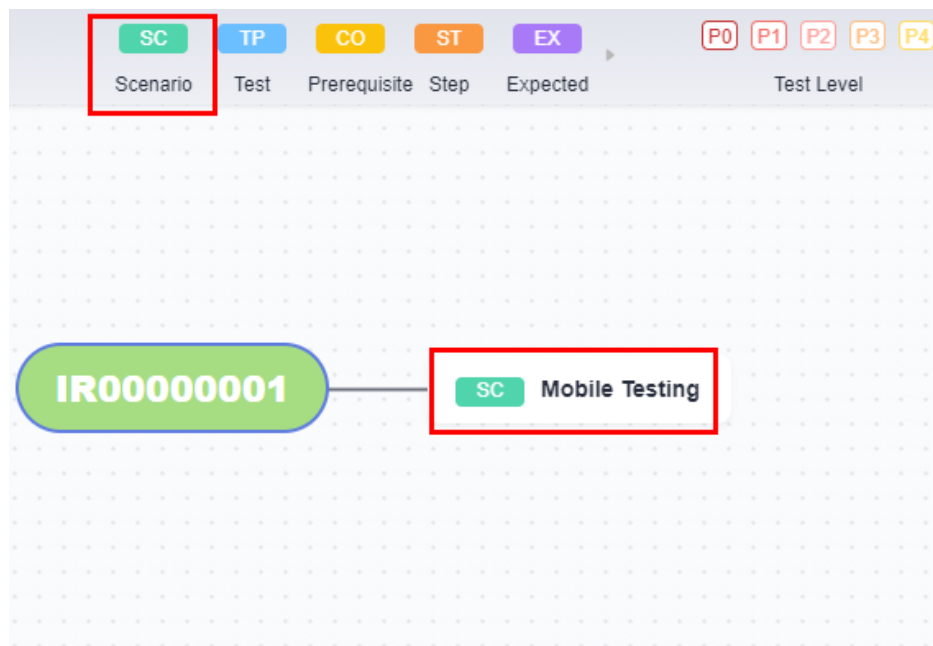 SC TP CO ST EX P0 P1 P2 P3 P4
Scenario Test Prerequisite Step Expected Test Level
IR00000001
SC Mobile Testing